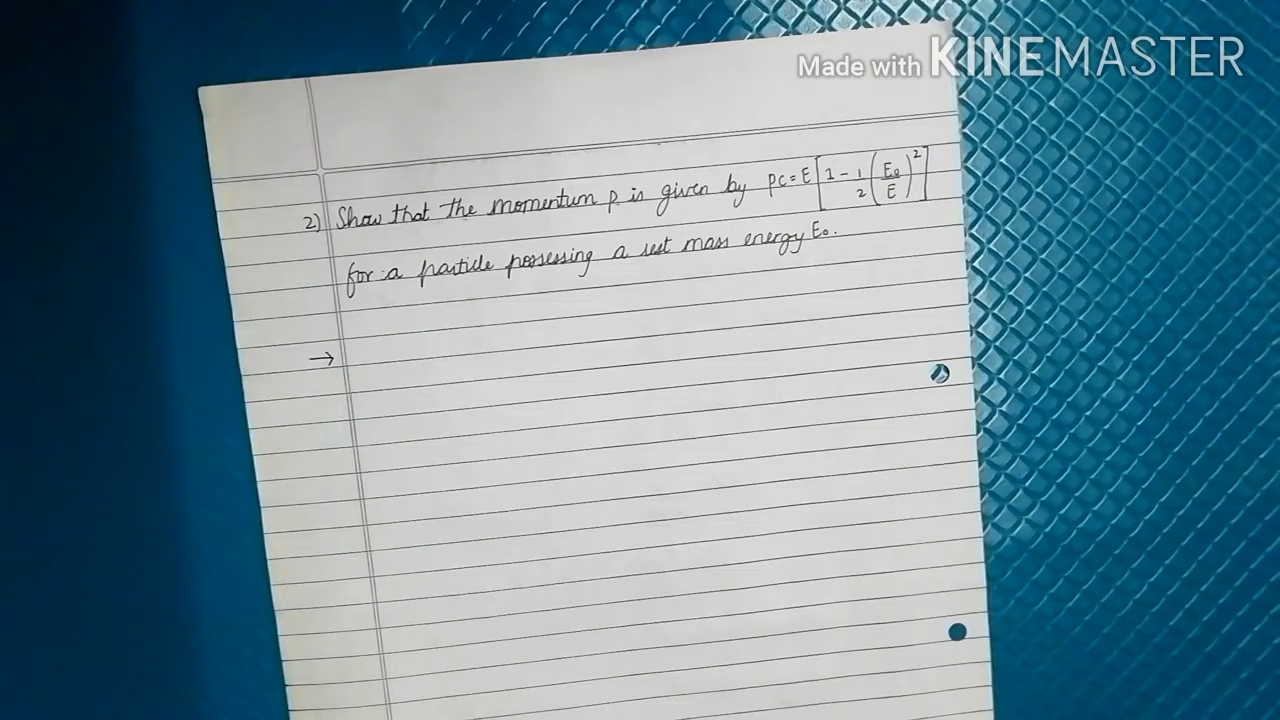 Made with KINEMASTER
2) Show that the momentum p is given by pc = E [1 - 1/2 (E₀/E)²]
for a particle possessing a rest mass energy E₀.
→